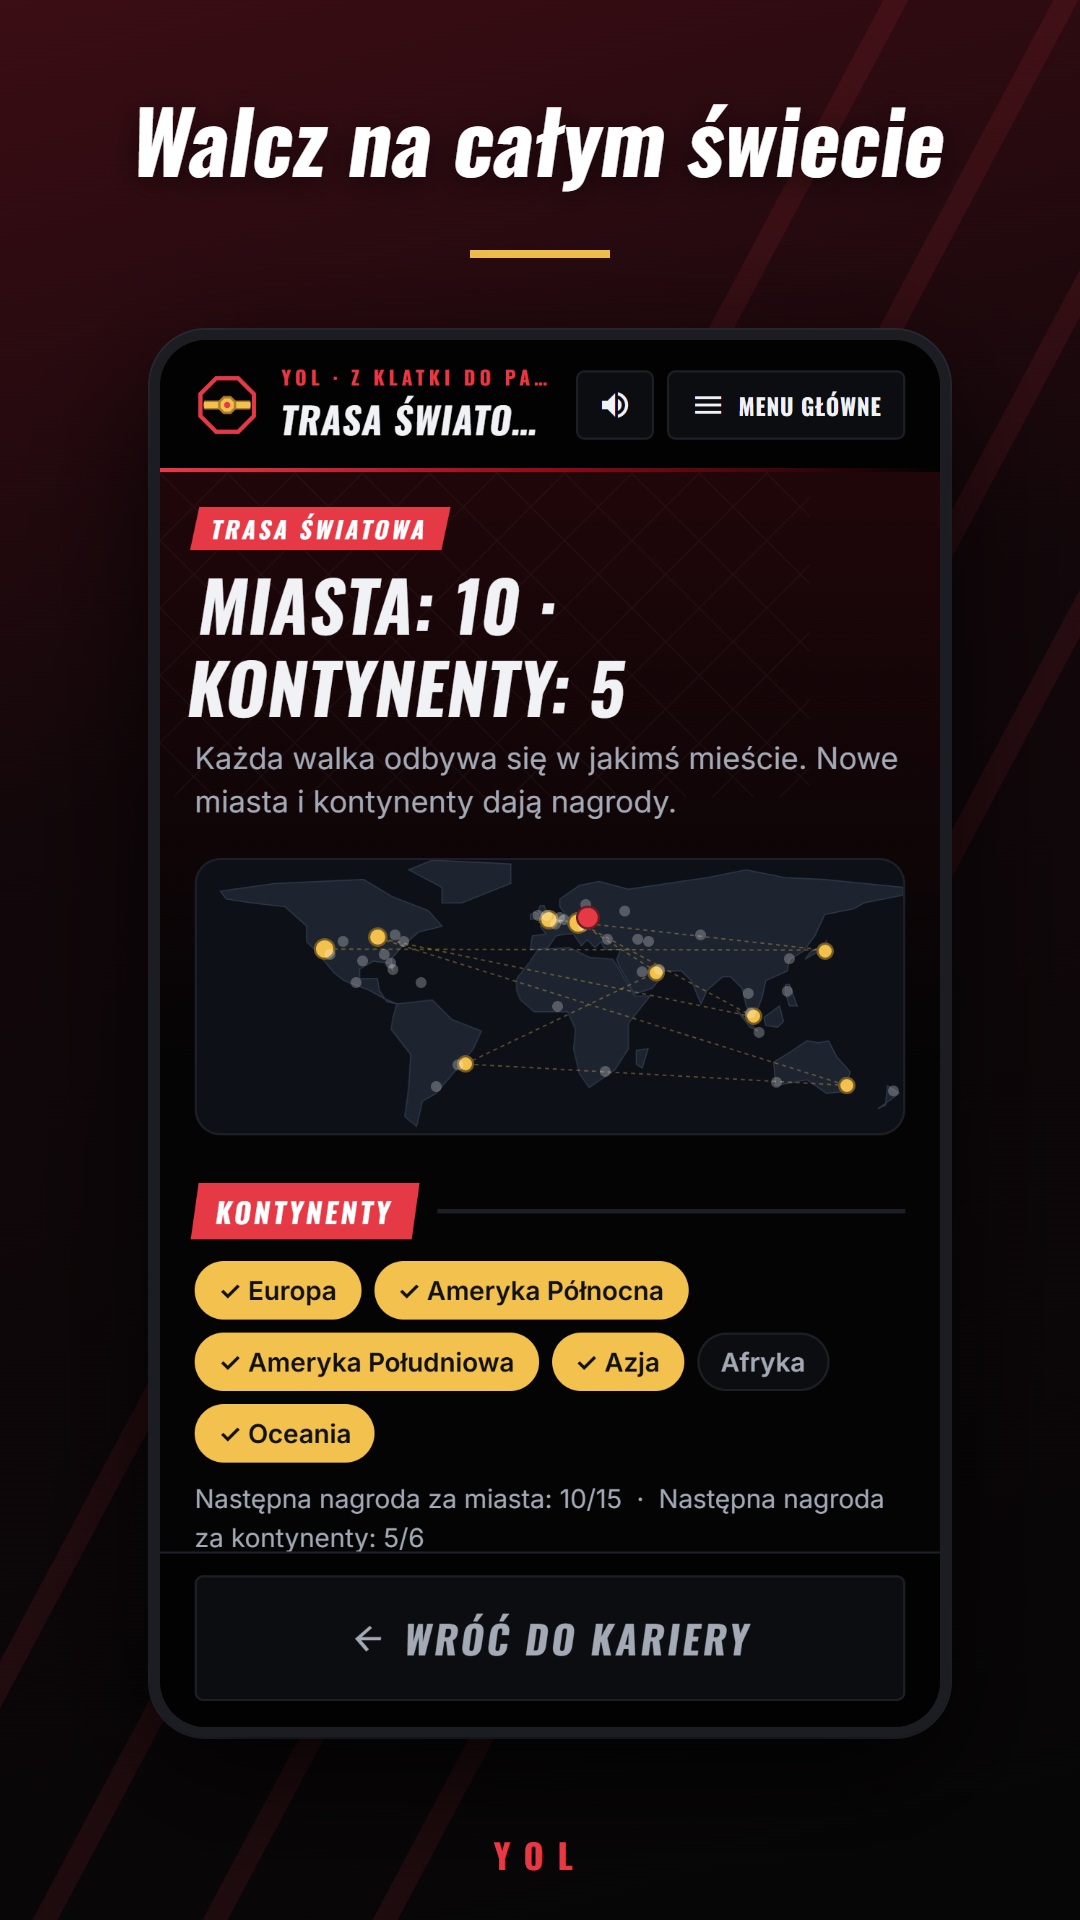 Walcz na całym świecie
YOL · Z KLATKI DO PA…
TRASA ŚWIATO…
MENU GŁÓWNE
TRASA ŚWIATOWA
MIASTA: 10 ·
KONTYNENTY: 5
Każda walka odbywa się w jakimś mieście. Nowe
miasta i kontynenty dają nagrody.
KONTYNENTY
✓ Europa ✓ Ameryka Północna
✓ Ameryka Południowa ✓ Azja Afryka
✓ Oceania
Następna nagroda za miasta: 10/15 · Następna nagroda
za kontynenty: 5/6
← WRÓĆ DO KARIERY
YOL